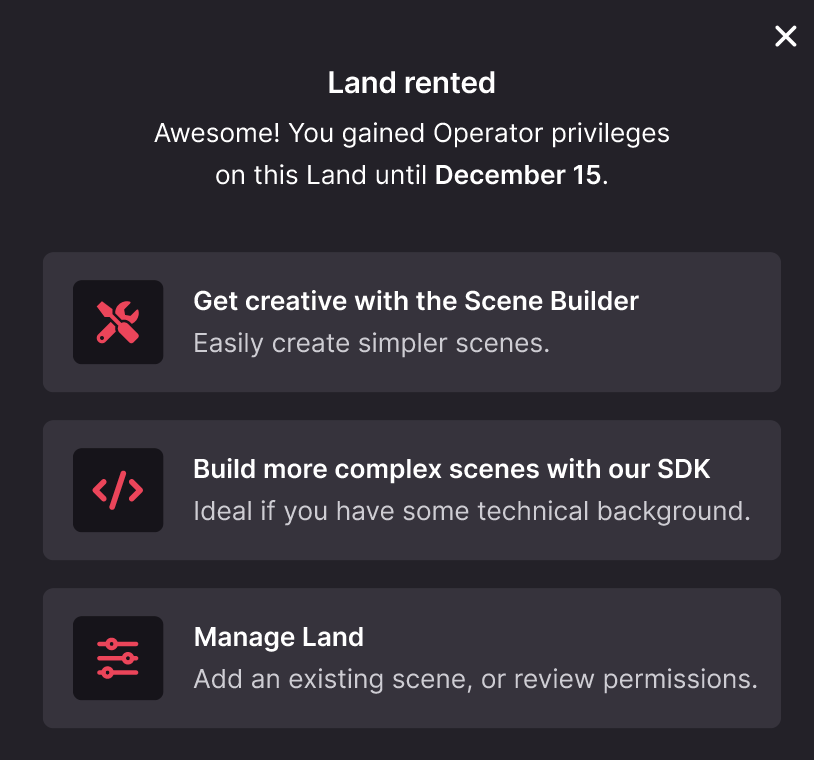 Land rented
Awesome! You gained Operator privileges
on this Land until December 15.
Get creative with the Scene Builder
Easily create simpler scenes.
Build more complex scenes with our SDK
Ideal if you have some technical background.
Manage Land
Add an existing scene, or review permissions.